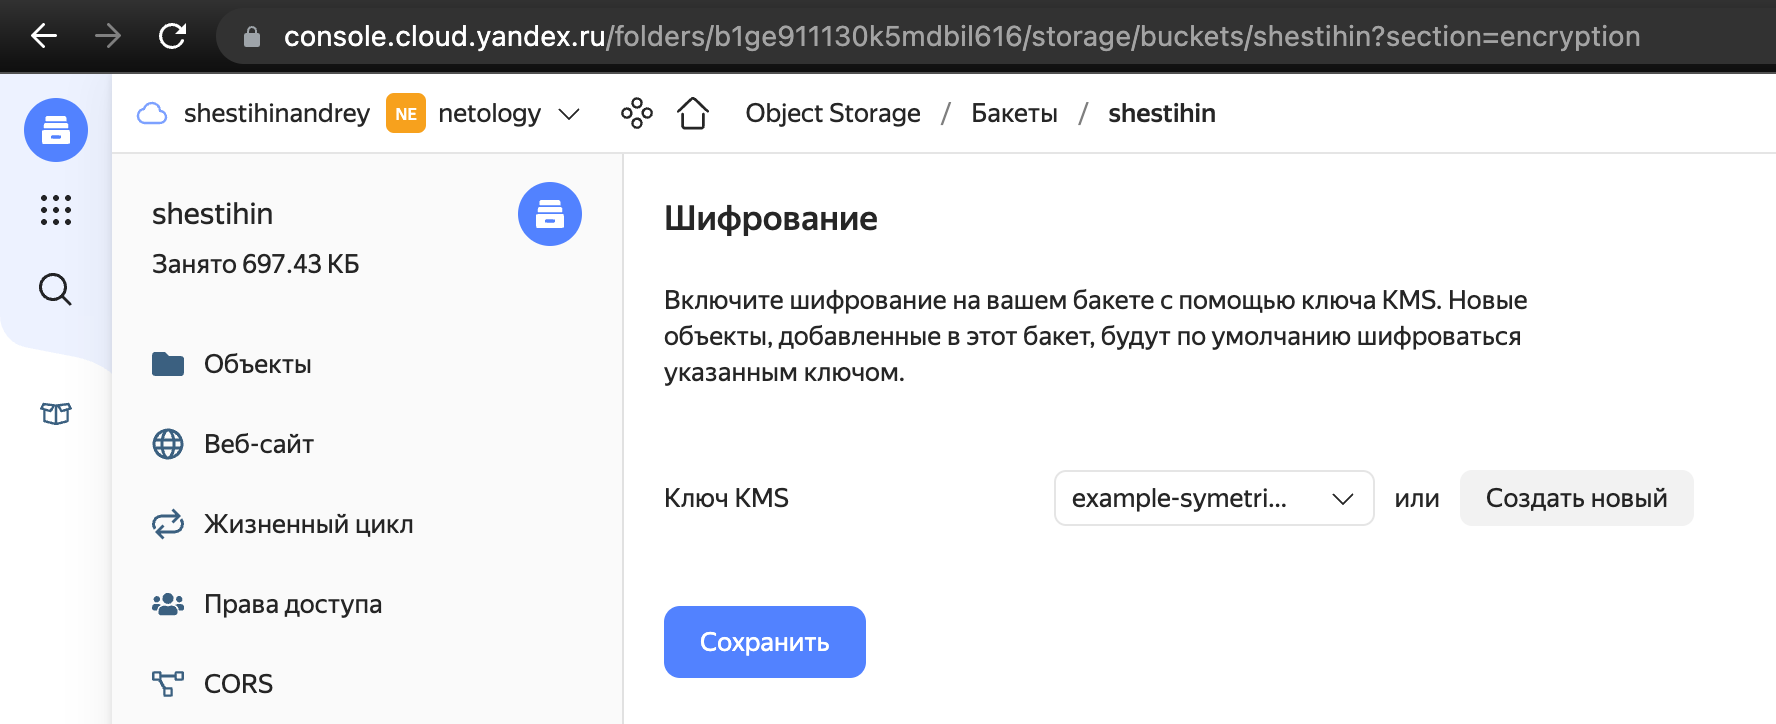 console.cloud.yandex.ru/folders/b1ge911130k5mdbil616/storage/buckets/shestihin?section=encryption
shestihinandrey NE netology Object Storage / Бакеты / shestihin
shestihin
Занято 697.43 КБ
Объекты
Веб-сайт
Жизненный цикл
Права доступа
CORS
Шифрование
Включите шифрование на вашем бакете с помощью ключа KMS. Новые
объекты, добавленные в этот бакет, будут по умолчанию шифроваться
указанным ключом.
Ключ KMS example-symetri... или Создать новый
Сохранить